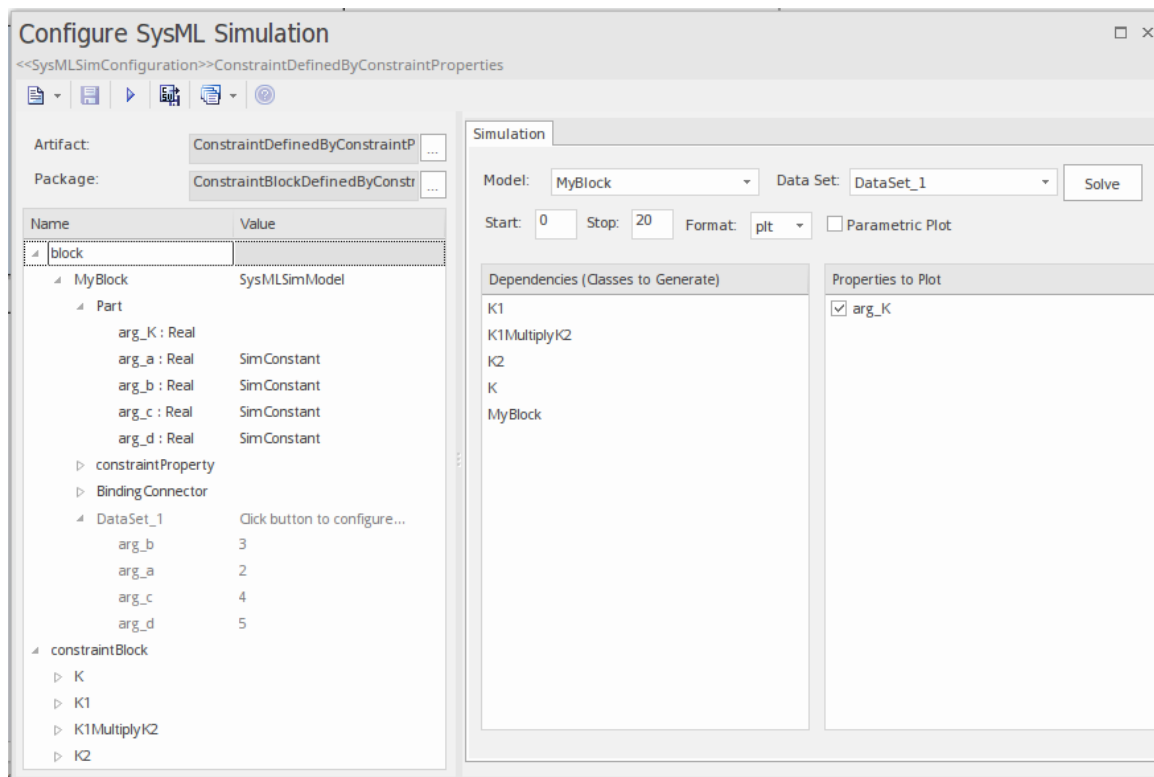 Configure SysML Simulation
<<SysMLSimConfiguration>>ConstraintDefinedByConstraintProperties
Artifact: ConstraintDefinedByConstraintP ...
Package: ConstraintBlockDefinedByConstr ...
Name Value
block
MyBlock SysMLSimModel
Part
arg_K : Real
arg_a : Real SimConstant
arg_b : Real SimConstant
arg_c : Real SimConstant
arg_d : Real SimConstant
constraintProperty
BindingConnector
DataSet_1 Click button to configure...
arg_b 3
arg_a 2
arg_c 4
arg_d 5
constraintBlock
K
K1
K1MultiplyK2
K2
Simulation
Model: MyBlock Data Set: DataSet_1 Solve
Start: 0 Stop: 20 Format: plt Parametric Plot
Dependencies (Classes to Generate)
K1
K1MultiplyK2
K2
K
MyBlock
Properties to Plot
arg_K